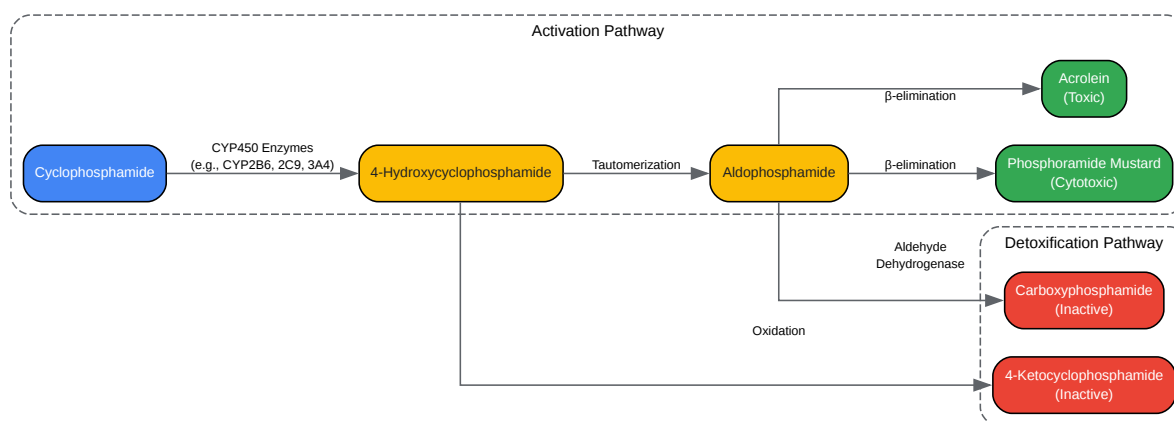 Activation Pathway
Acrolein
(Toxic)
β-elimination
CYP450 Enzymes
(e.g., CYP2B6, 2C9, 3A4)
Cyclophosphamide
4-Hydroxycyclophosphamide
Tautomerization
Aldophosphamide
β-elimination
Phosphoramide Mustard
(Cytotoxic)
Detoxification Pathway
Aldehyde
Dehydrogenase
Carboxyphosphamide
(Inactive)
Oxidation
4-Ketocyclophosphamide
(Inactive)